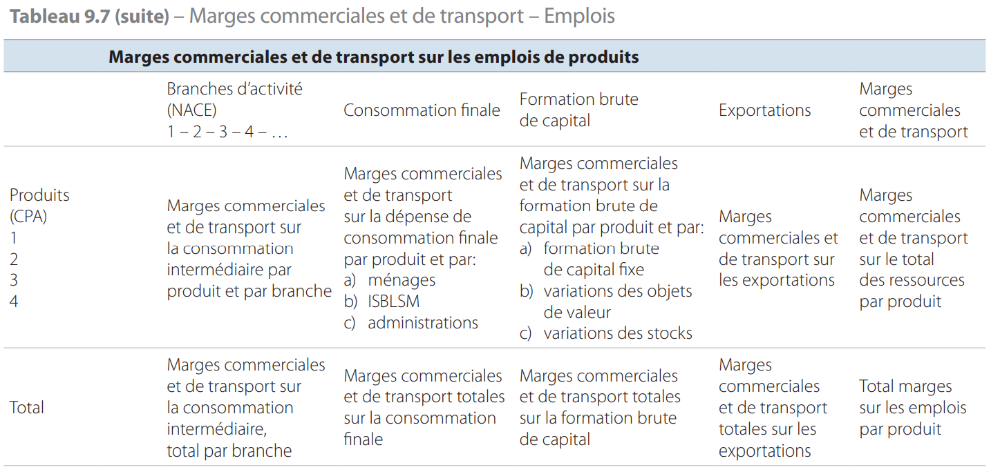 Tableau 9.7 (suite) – Marges commerciales et de transport – Emplois
Marges commerciales et de transport sur les emplois de produits
Branches d’activité
(NACE)
1 – 2 – 3 – 4 – …
Consommation finale
Formation brute
de capital
Exportations
Marges
commerciales
et de transport
Produits
(CPA)
1
2
3
4
Marges commerciales
et de transport sur
la consommation
intermédiaire par
produit et par branche
Marges commerciales
et de transport
sur la dépense de
consommation finale
par produit et par:
a) ménages
b) ISBLSM
c) administrations
Marges commerciales
et de transport sur la
formation brute de
capital par produit et par:
a) formation brute
de capital fixe
b) variations des objets
de valeur
c) variations des stocks
Marges
commerciales et
de transport sur
les exportations
Marges
commerciales
et de transport
sur le total
des ressources
par produit
Total
Marges commerciales
et de transport sur
la consommation
intermédiaire,
total par branche
Marges commerciales
et de transport totales
sur la consommation
finale
Marges commerciales
et de transport totales
sur la formation brute
de capital
Marges
commerciales
et de transport
totales sur les
exportations
Total marges
sur les emplois
par produit